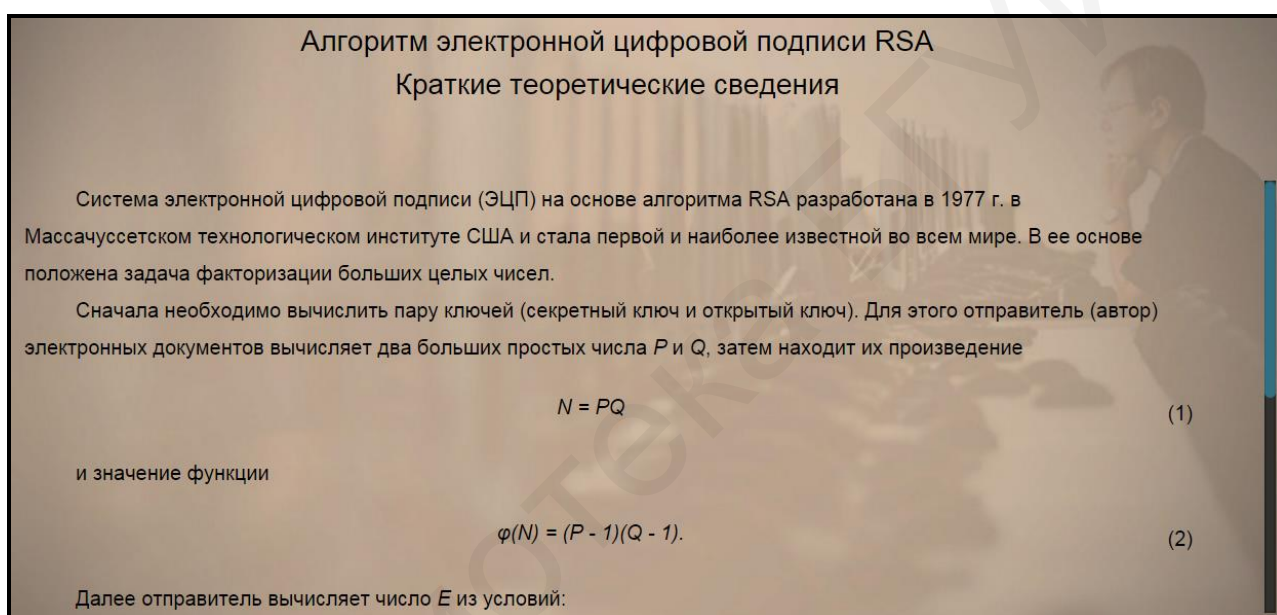 Алгоритм электронной цифровой подписи RSA
Краткие теоретические сведения
Система электронной цифровой подписи (ЭЦП) на основе алгоритма RSA разработана в 1977 г. в
Массачуссетском технологическом институте США и стала первой и наиболее известной во всем мире. В ее основе
положена задача факторизации больших целых чисел.
Сначала необходимо вычислить пару ключей (секретный ключ и открытый ключ). Для этого отправитель (автор)
электронных документов вычисляет два больших простых числа P и Q, затем находит их произведение
N = PQ (1)
и значение функции
φ(N) = (P - 1)(Q - 1). (2)
Далее отправитель вычисляет число E из условий: